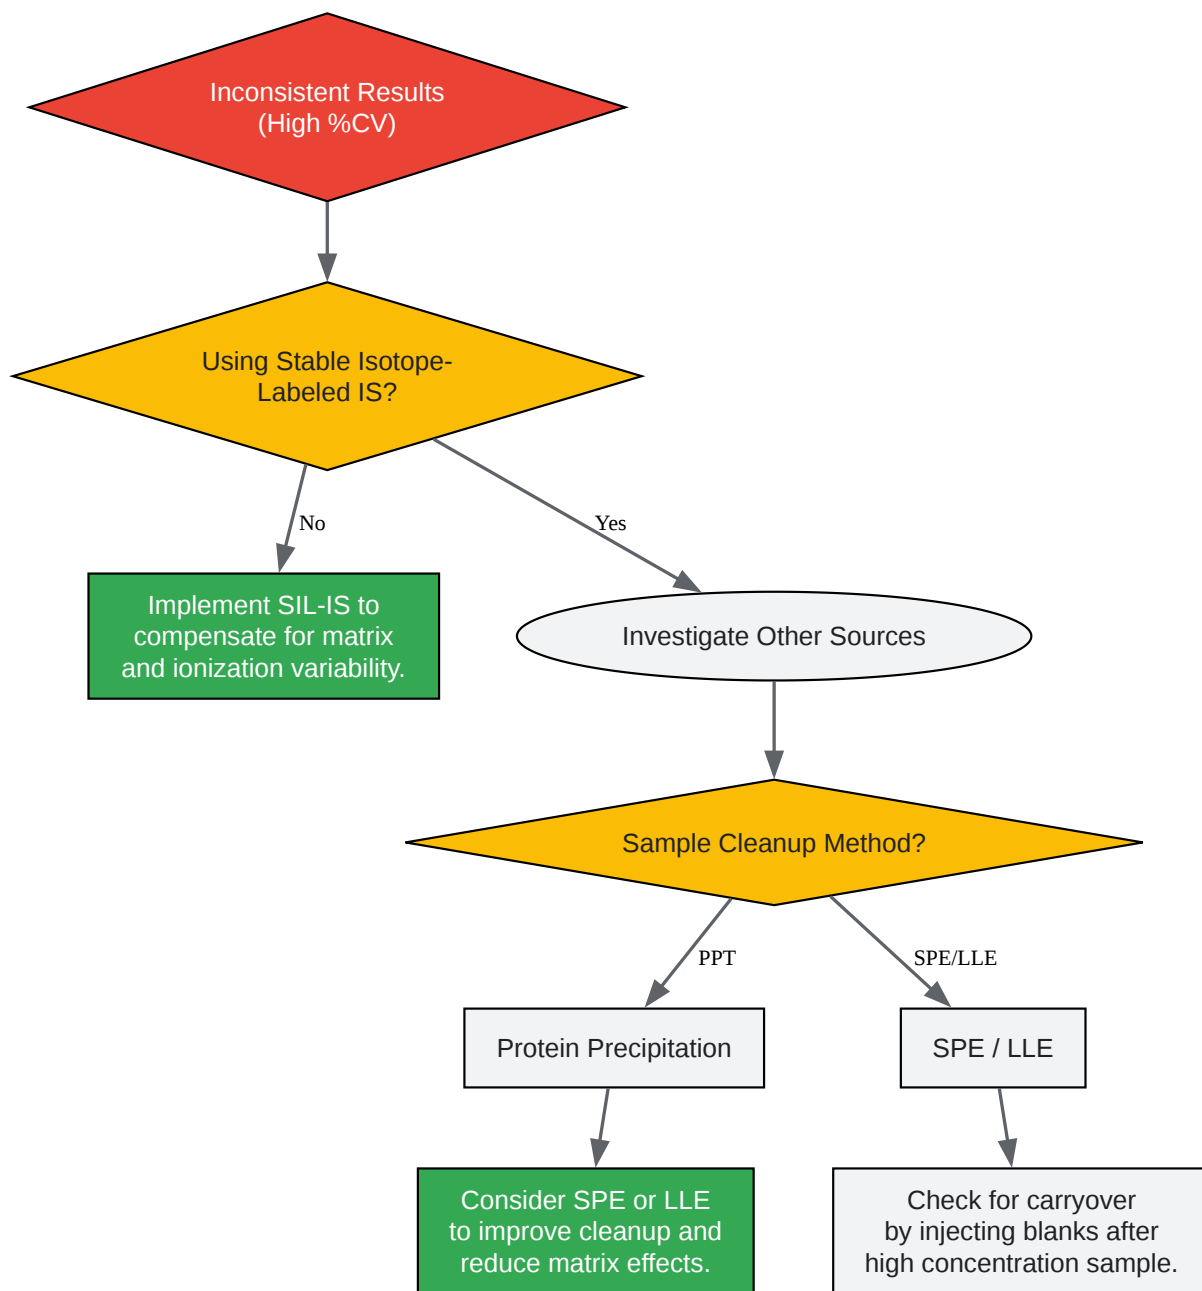 Inconsistent Results
(High %CV)
Using Stable Isotope-
Labeled IS?
No
Yes
Implement SIL-IS to
compensate for matrix
and ionization variability.
Investigate Other Sources
Sample Cleanup Method?
PPT
SPE/LLE
Protein Precipitation
SPE / LLE
Consider SPE or LLE
to improve cleanup and
reduce matrix effects.
Check for carryover
by injecting blanks after
high concentration sample.